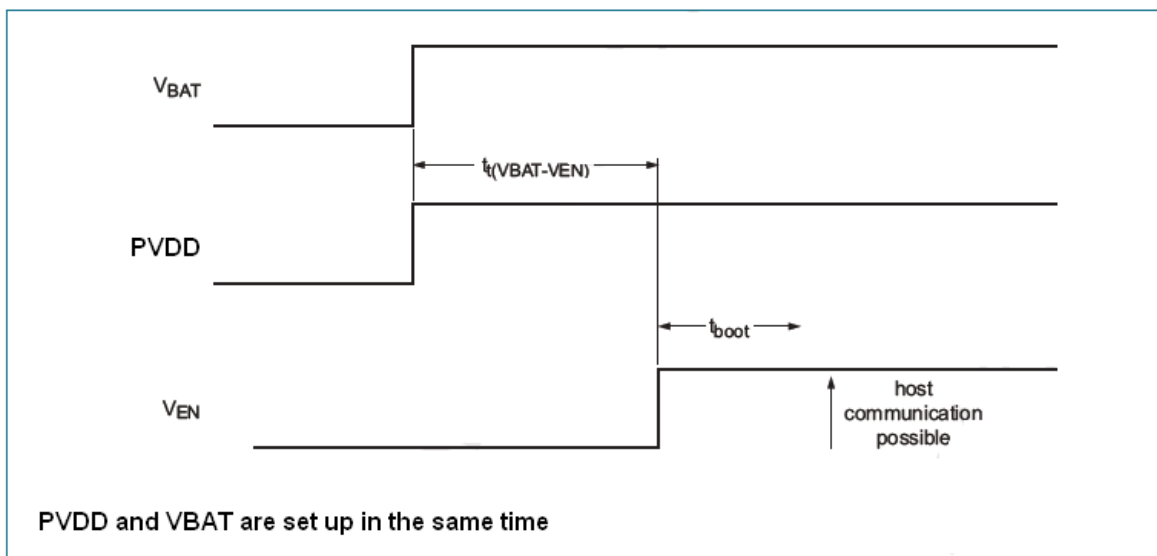 VBAT
tt(VBAT-VEN)
PVDD
tboot
VEN
host
communication
possible
PVDD and VBAT are set up in the same time